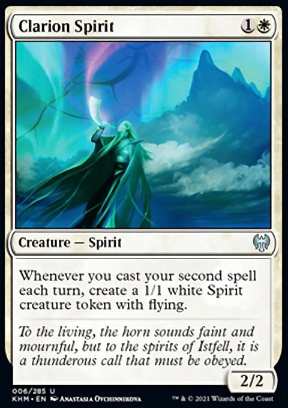 Clarion Spirit 1
Creature — Spirit
Whenever you cast your second spell
each turn, create a 1/1 white Spirit
creature token with flying.
To the living, the horn sounds faint and
mournful, but to the spirits of Istfell, it is
a thunderous call that must be obeyed.
2/2
006/285 U
KHM • EN Anastasia Ovchinnikova
™ & © 2021 Wizards of the Coast